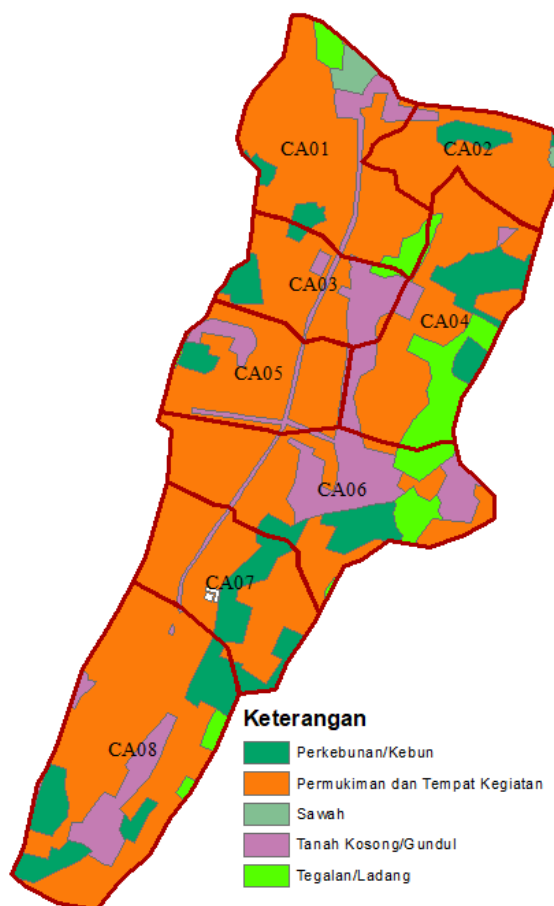 CA01
CA02
CA03
CA04
CA05
CA06
CA07
CA08
Keterangan
Perkebunan/Kebun
Permukiman dan Tempat Kegiatan
Sawah
Tanah Kosong/Gundul
Tegalan/Ladang